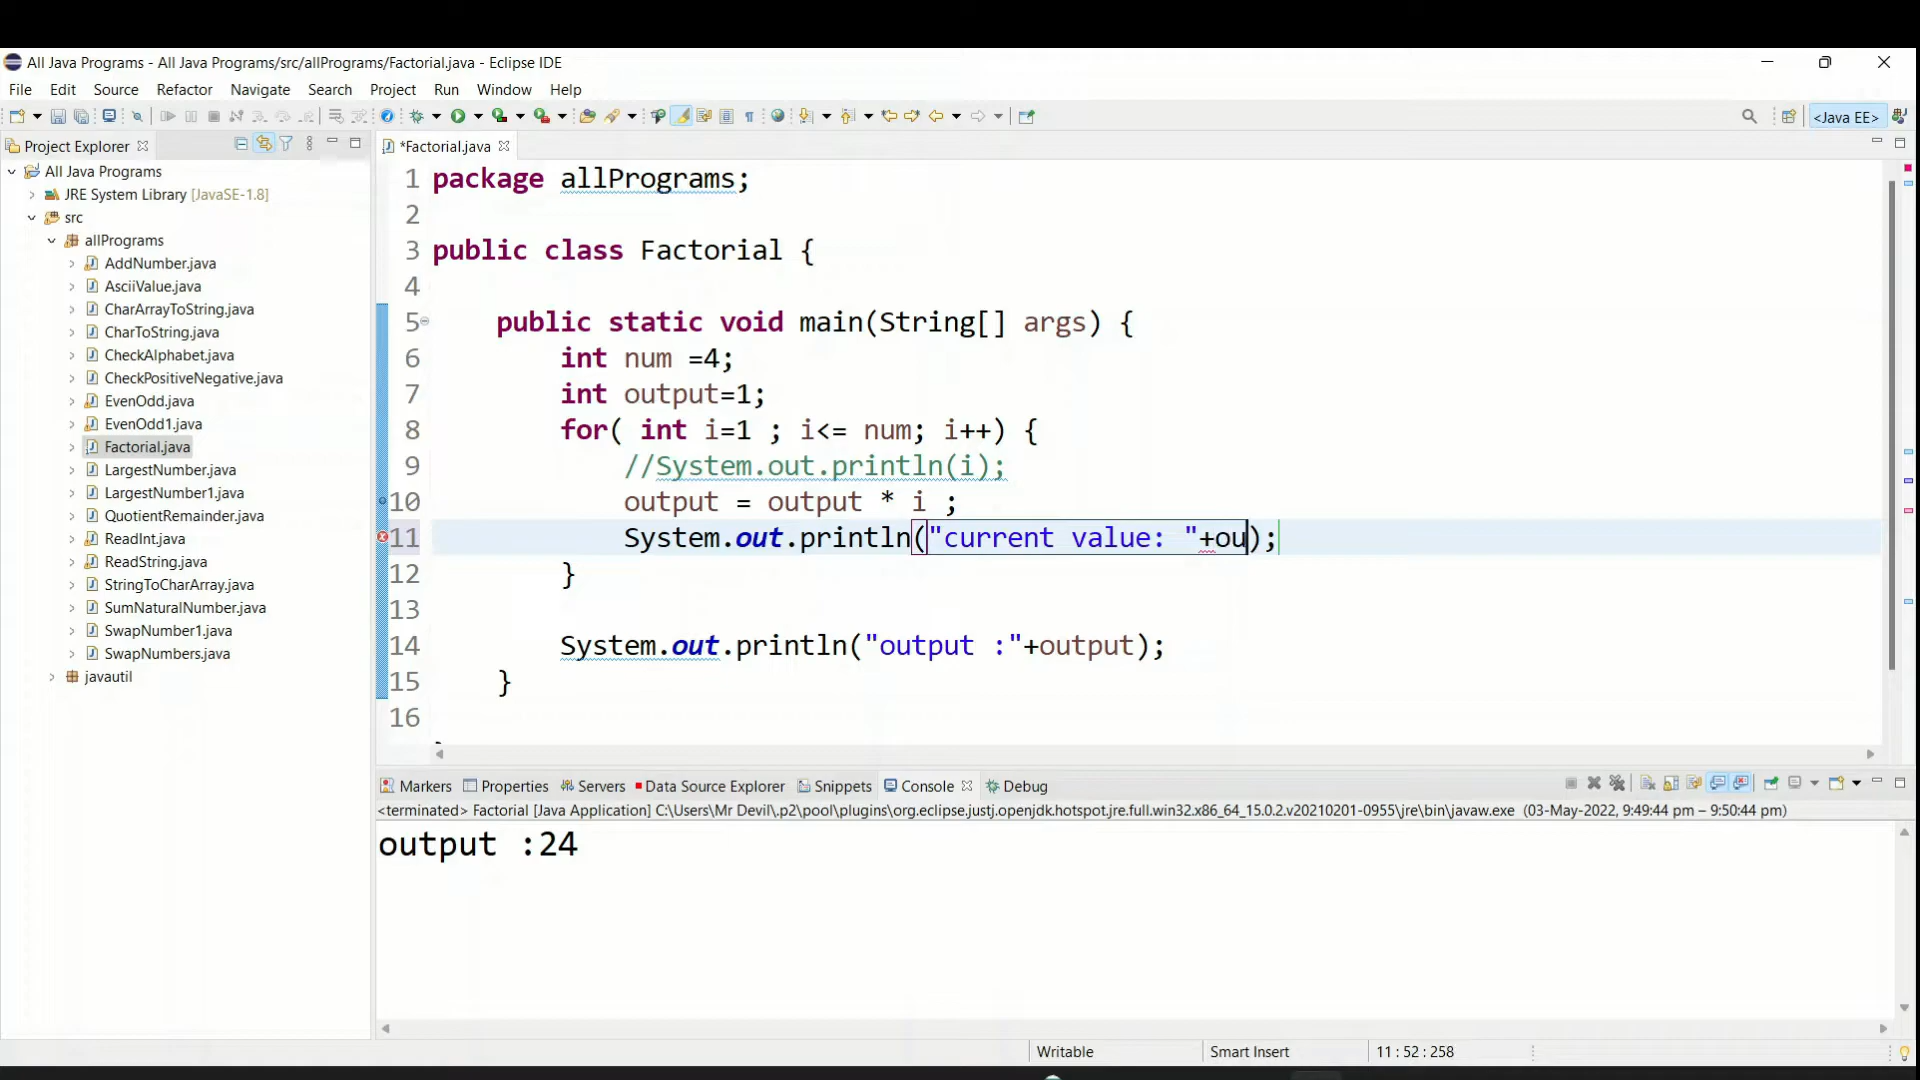 All Java Programs - All Java Programs/src/allPrograms/Factorial.java - Eclipse IDE
File Edit Source Refactor Navigate Search Project Run Window Help
<Java EE>
Project Explorer
*Factorial.java
All Java Programs
JRE System Library [JavaSE-1.8]
src
allPrograms
AddNumber.java
AsciiValue.java
CharArrayToString.java
CharToString.java
CheckAlphabet.java
CheckPositiveNegative.java
EvenOdd.java
EvenOdd1.java
Factorial.java
LargestNumber.java
LargestNumber1.java
QuotientRemainder.java
ReadInt.java
ReadString.java
StringToCharArray.java
SumNaturalNumber.java
SwapNumber1.java
SwapNumbers.java
javautil
1 package allPrograms;
2
3 public class Factorial {
4
5 public static void main(String[] args) {
6 int num =4;
7 int output=1;
8 for( int i=1 ; i<= num; i++) {
9 //System.out.println(i);
10 output = output * i ;
11 System.out.println("current value: "+ou);
12 }
13
14 System.out.println("output :"+output);
15 }
16
Markers Properties Servers Data Source Explorer Snippets Console Debug
<terminated> Factorial [Java Application] C:\Users\Mr Devil\.p2\pool\plugins\org.eclipse.justj.openjdk.hotspot.jre.full.win32.x86_64_15.0.2.v20210201-0955\jre\bin\javaw.exe (03-May-2022, 9:49:44 pm – 9:50:44 pm)
output :24
Writable Smart Insert 11 : 52 : 258